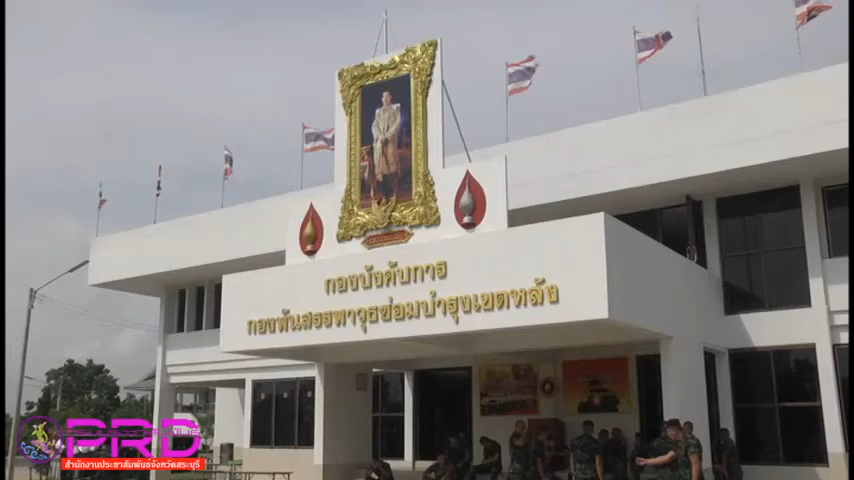 กองบังคับการ
กองพันสรรพาวุธซ่อมบำรุงเขตหลัง
PRD
สำนักงานประชาสัมพันธ์จังหวัดสระบุรี